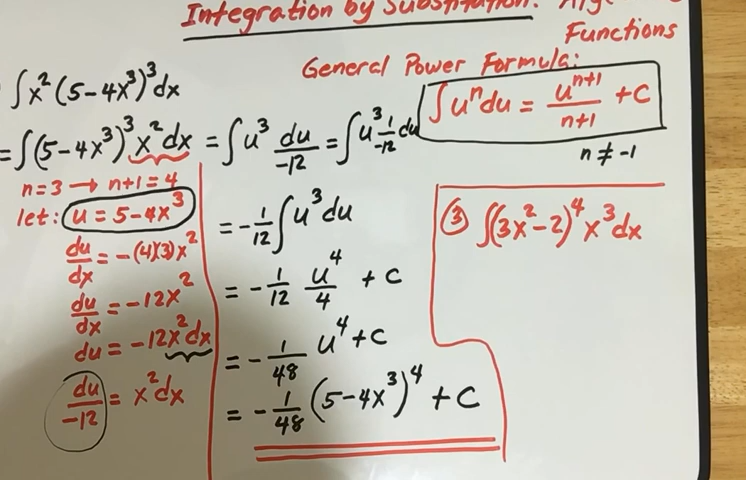 Integration by Substitution:
Functions
General Power Formula:
∫uⁿdu = uⁿ⁺¹/n+1 + C
n ≠ -1
∫x²(5-4x³)³dx
=∫(5-4x³)³x²dx = ∫u³ du/-12 = ∫u³ 1/-12 du
n=3 → n+1=4
let: u = 5-4x³
du/dx = -(4)(3)x²
du/dx = -12x²
du = -12x²dx
du/-12 = x²dx
= -1/12 ∫u³du
= -1/12 u⁴/4 + C
= -1/48 u⁴+C
= -1/48 (5-4x³)⁴ + C
③ ∫(3x²-2)⁴x³dx